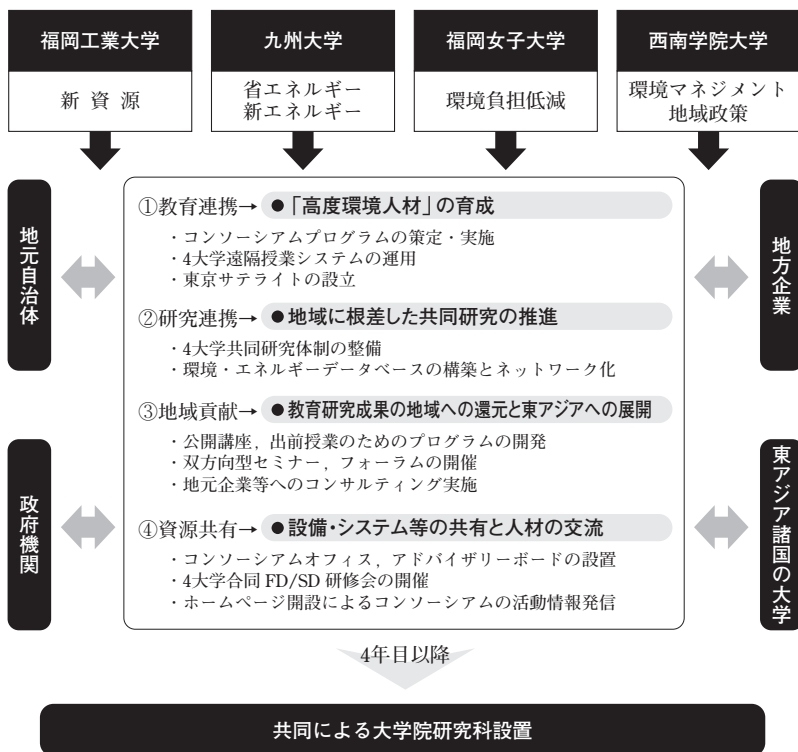 福岡工業大学
新 資 源
九州大学
省エネルギー
新エネルギー
福岡女子大学
環境負担低減
西南学院大学
環境マネジメント
地域政策
地元自治体
政府機関
①教育連携→ ●「高度環境人材」の育成
・コンソーシアムプログラムの策定・実施
・4大学遠隔授業システムの運用
・東京サテライトの設立
②研究連携→ ●地域に根差した共同研究の推進
・4大学共同研究体制の整備
・環境・エネルギーデータベースの構築とネットワーク化
③地域貢献→ ●教育研究成果の地域への還元と東アジアへの展開
・公開講座，出前授業のためのプログラムの開発
・双方向型セミナー，フォーラムの開催
・地元企業等へのコンサルティング実施
④資源共有→ ●設備・システム等の共有と人材の交流
・コンソーシアムオフィス，アドバイザリーボードの設置
・4大学合同 FD/SD 研修会の開催
・ホームページ開設によるコンソーシアムの活動情報発信
地方企業
東アジア諸国の大学
4年目以降
共同による大学院研究科設置